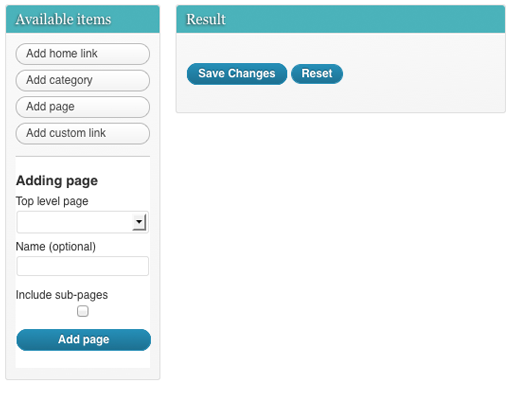 Available items
Add home link
Add category
Add page
Add custom link
Adding page
Top level page
Name (optional)
Include sub-pages
Add page
Result
Save Changes
Reset